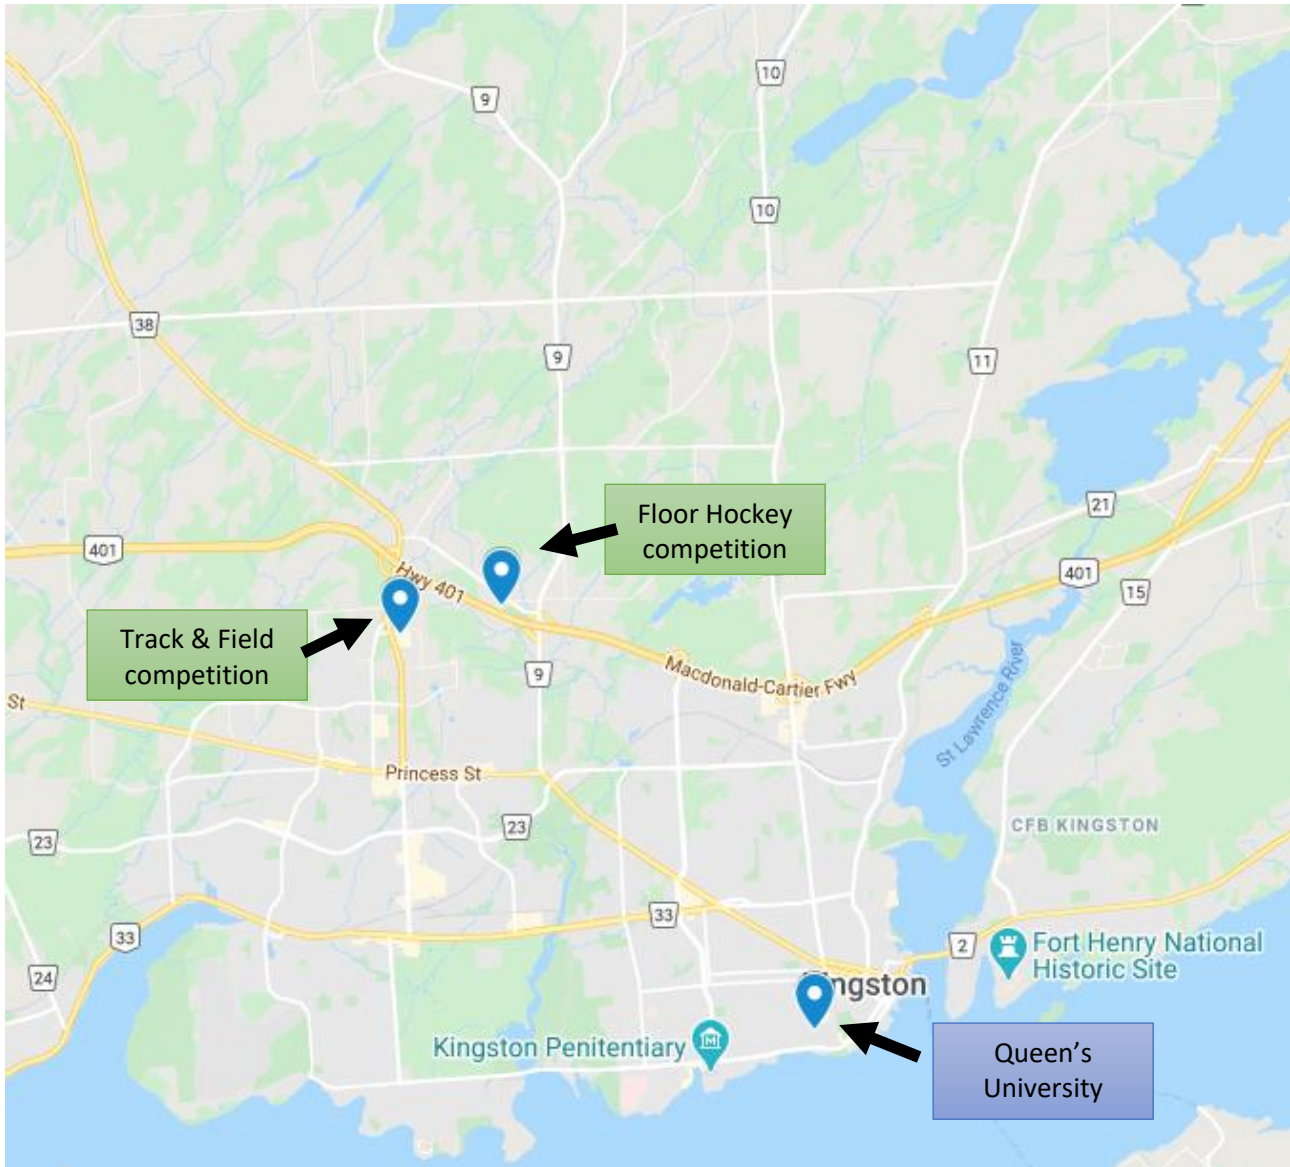 9
10
10
38
9
11
Floor Hockey
competition
21
401
Hwy 401
401
15
Track & Field
competition
9
Macdonald-Cartier Fwy
St Lawrence River
St
Princess St
23
23
CFB KINGSTON
33
33
2
Fort Henry National
Historic Site
24
ngston
Kingston Penitentiary
M
Queen's
University